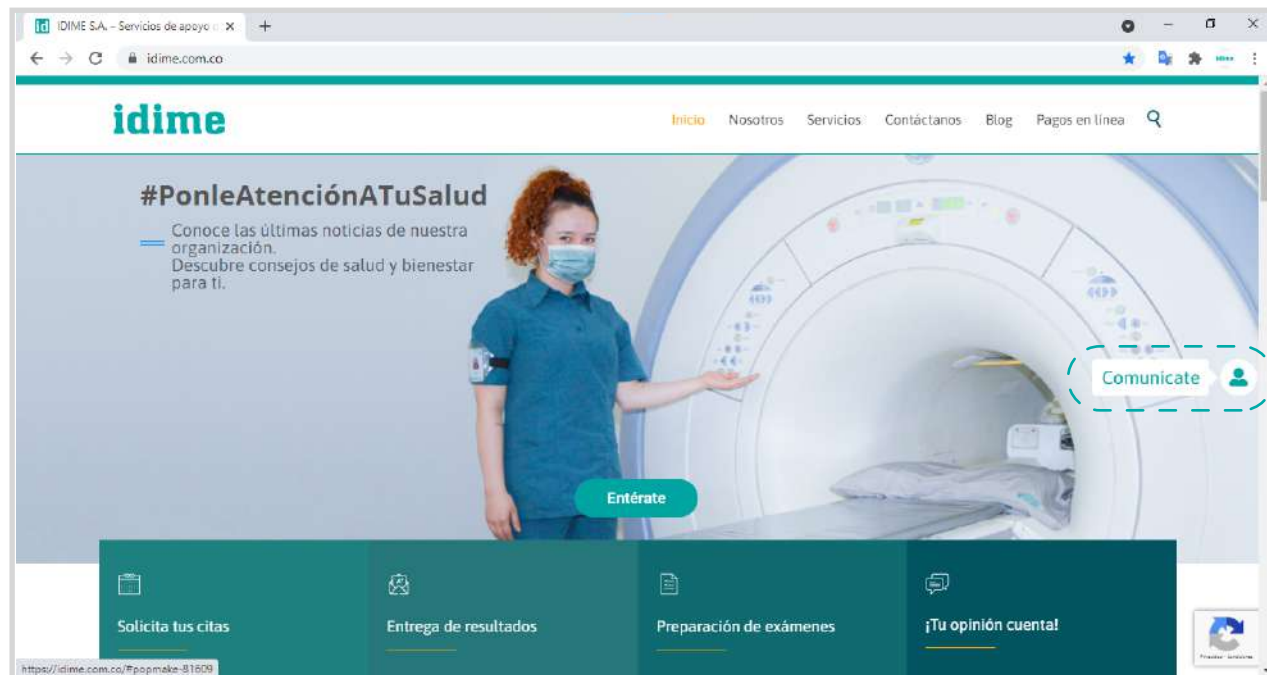 IDIME S.A. – Servicios de apoyo
idime.com.co
idime
Inicio Nosotros Servicios Contáctanos Blog Pagos en línea
#PonleAtenciónATuSalud
Conoce las últimas noticias de nuestra
organización.
Descubre consejos de salud y bienestar
para ti.
Comunicate
Entérate
Solicita tus citas
Entrega de resultados
Preparación de exámenes
¡Tu opinión cuenta!
https://idime.com.co/#popmake-81609